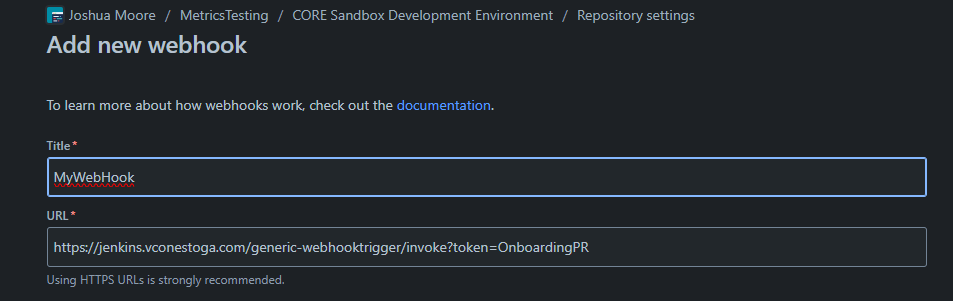 Joshua Moore / MetricsTesting / CORE Sandbox Development Environment / Repository settings
Add new webhook
To learn more about how webhooks work, check out the documentation.
Title*
MyWebHook
URL*
https://jenkins.vconestoga.com/generic-webhooktrigger/invoke?token=OnboardingPR
Using HTTPS URLs is strongly recommended.